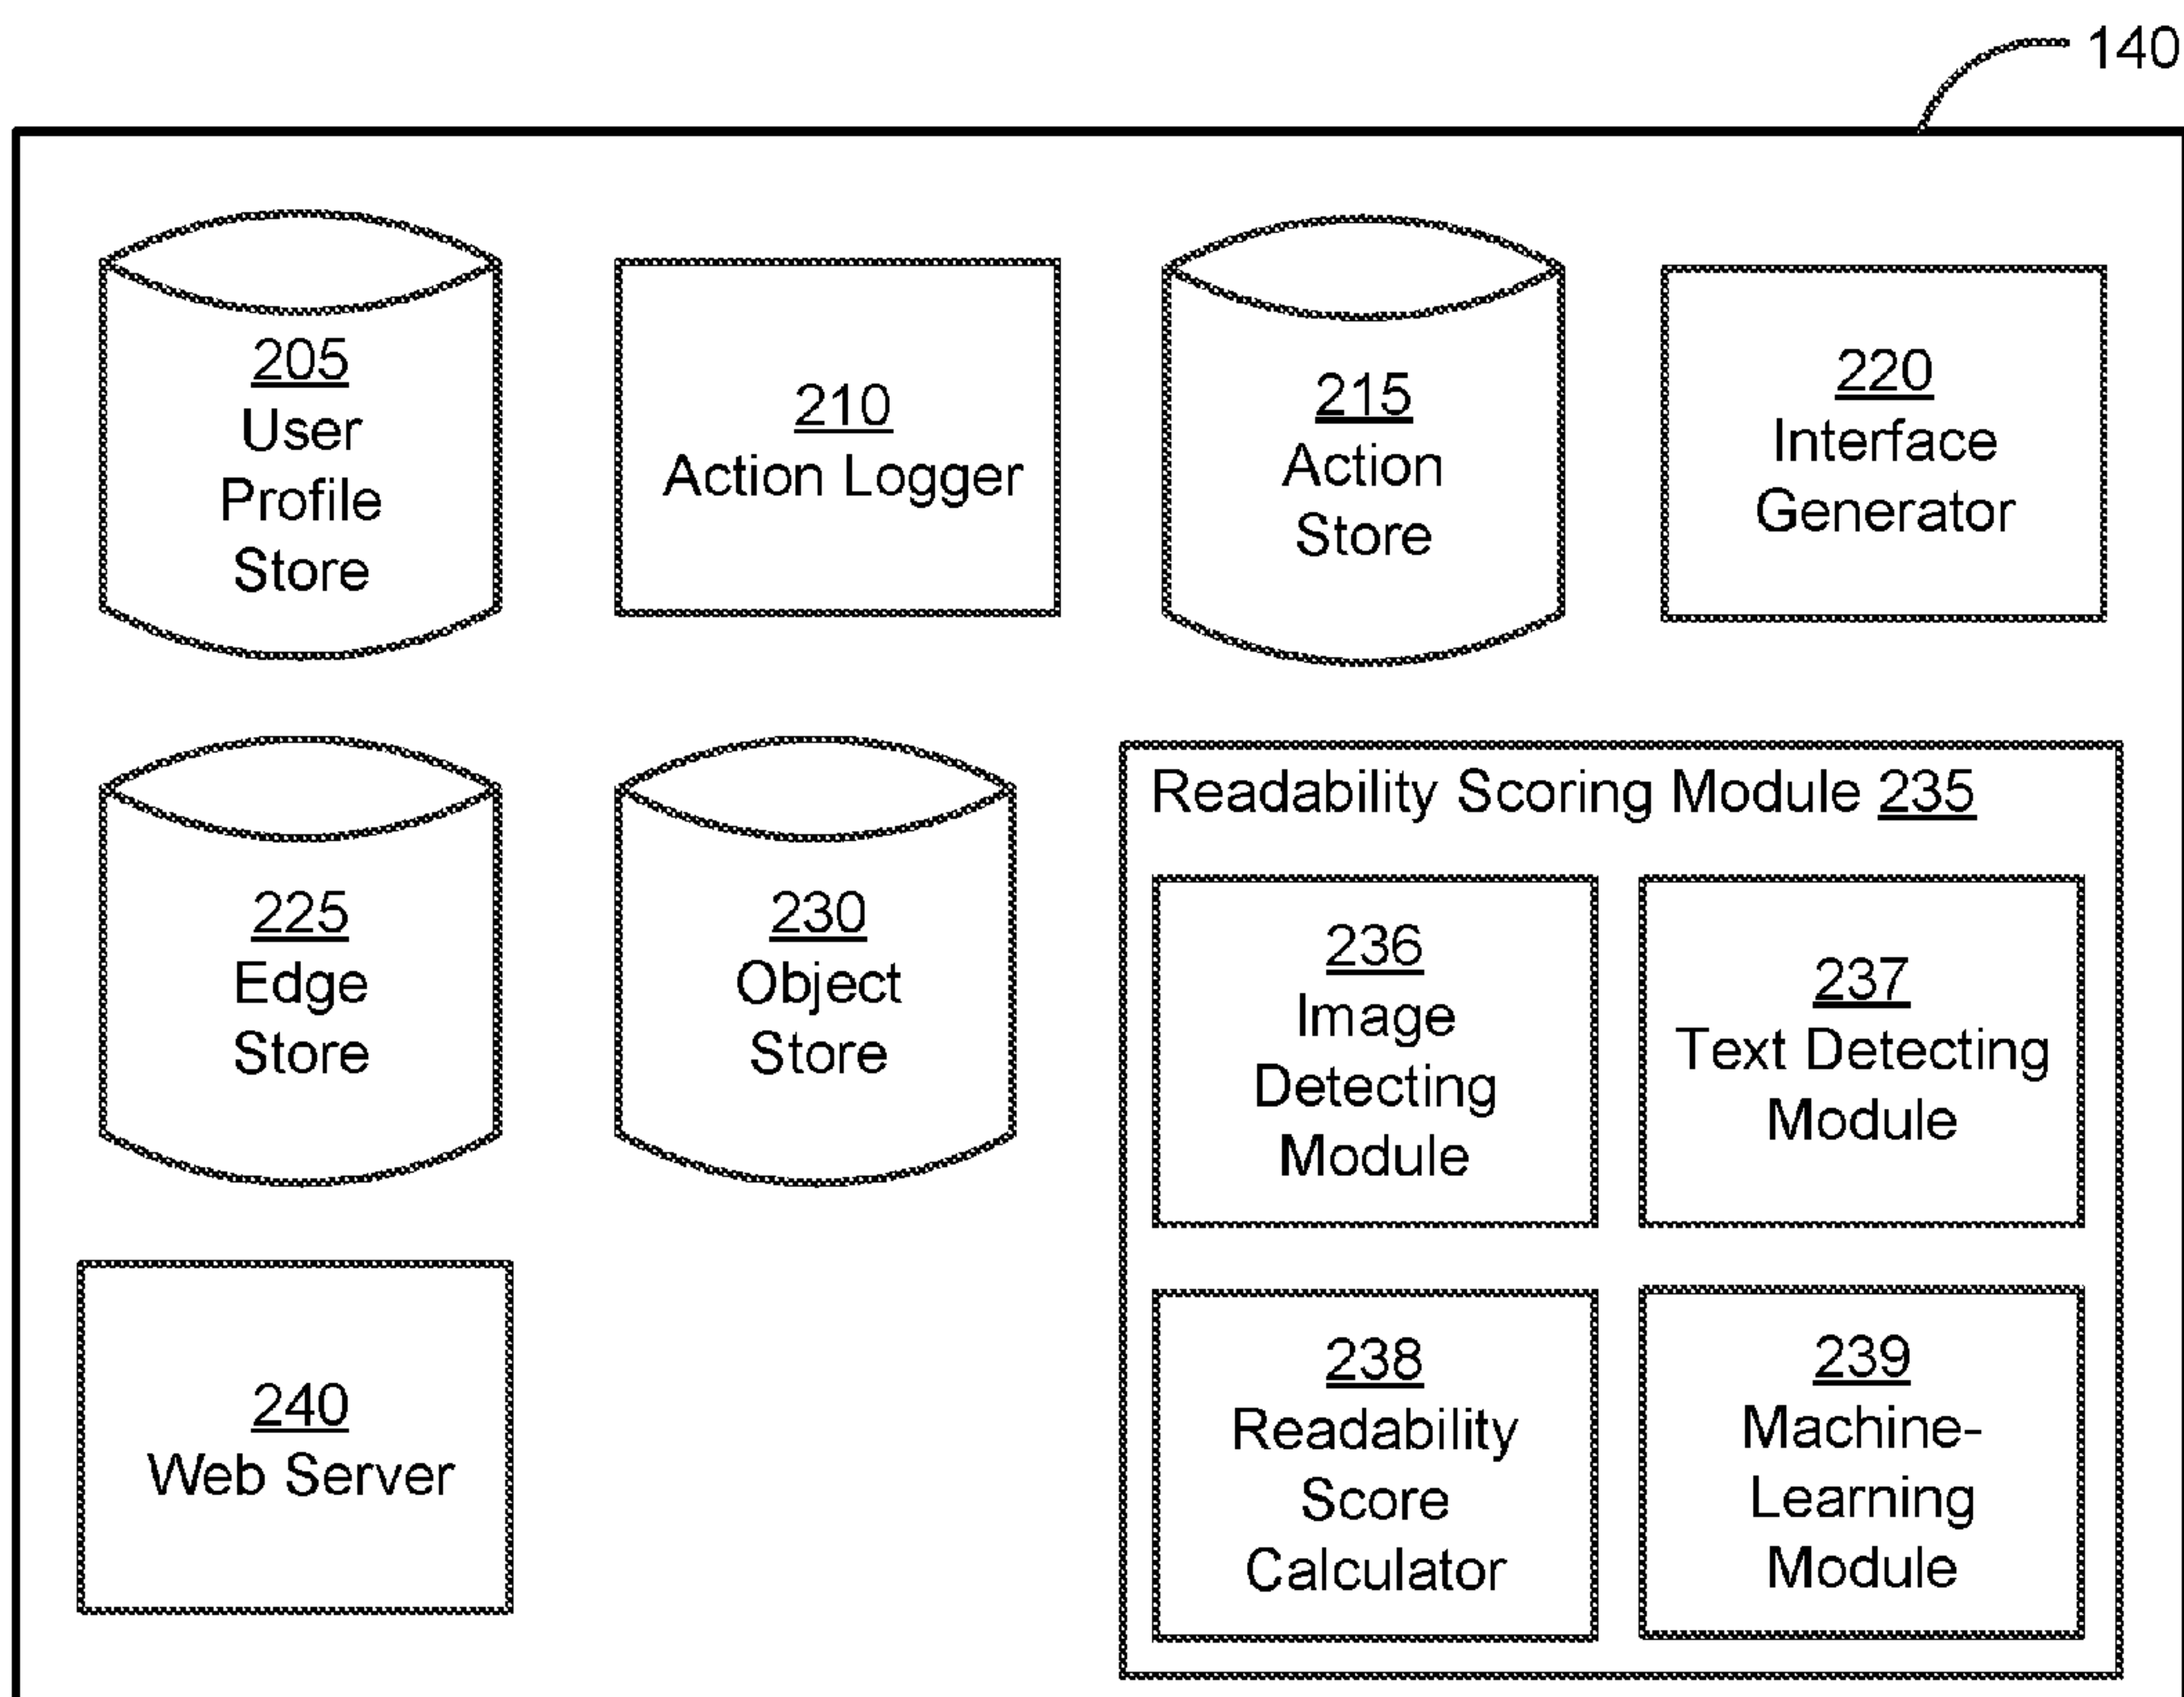 140
205
User
Profile
Store
210
Action Logger
215
Action
Store
220
Interface
Generator
225
Edge
Store
230
Object
Store
Readability Scoring Module 235
236
Image
Detecting
Module
237
Text Detecting
Module
240
Web Server
238
Readability
Score
Calculator
239
Machine-
Learning
Module